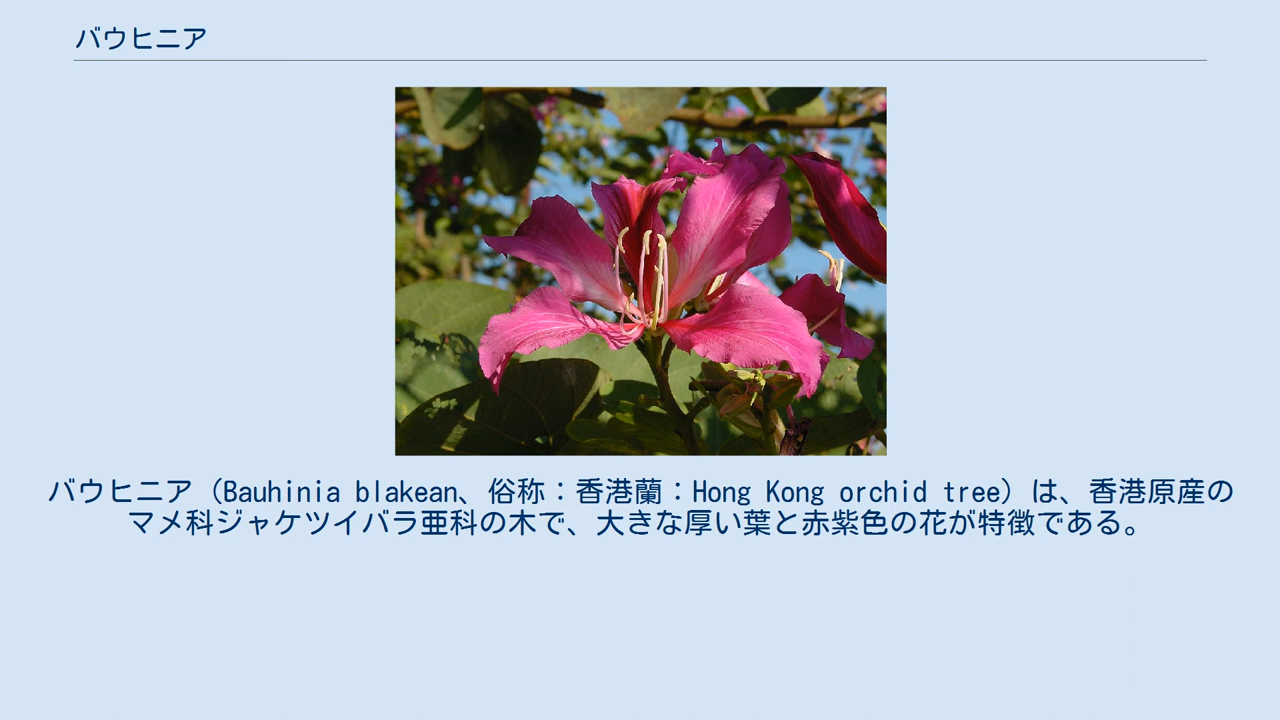 バウヒニア
バウヒニア（Bauhinia blakean、俗称：香港蘭：Hong Kong orchid tree）は、香港原産の
マメ科ジャケツイバラ亜科の木で、大きな厚い葉と赤紫色の花が特徴である。